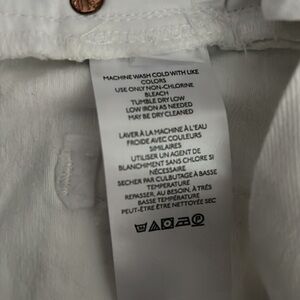 MACHINE WASH COLD WITH LIKE
COLORS
USE ONLY NON-CHLORINE
BLEACH
TUMBLE DRY LOW
LOW IRON AS NEEDED
MAY BE DRY CLEANED
LAVER À LA MACHINE À L'EAU
FROIDE AVEC COULEURS
SIMILAIRES
UTILISER UN AGENT DE
BLANCHIMENT SANS CHLORE SI
NÉCESSAIRE
SECHER PAR CULBUTAGE À BASSE
TEMPERATURE
REPASSER, AU BESOIN, À TRÈS
BASSE TEMPÉRATURE
PEUT-ÊTRE ÊTRE NETTOYÉE SEC